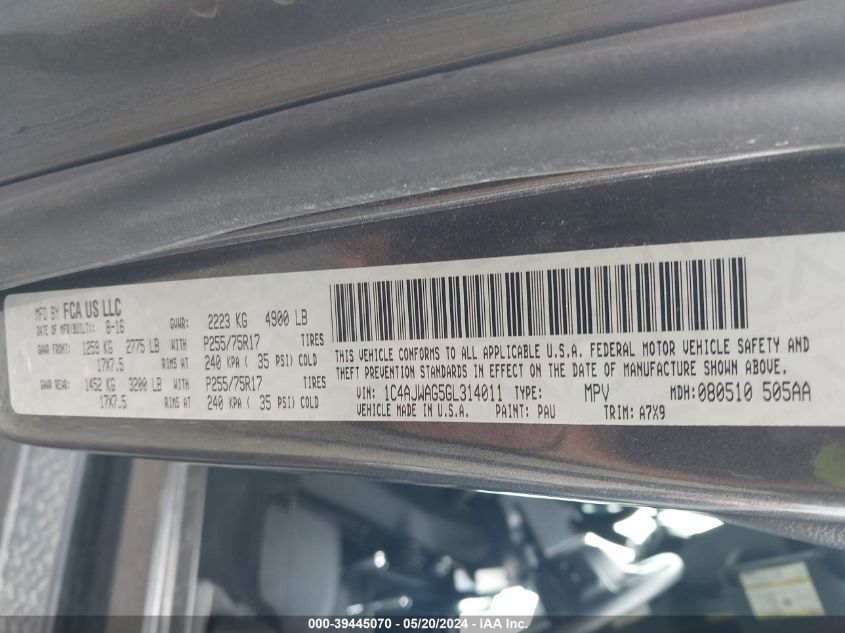 MFD BY FCA US LLC
DATE OF MFR(BUILT): 8-16 GVWR: 2223 KG 4900 LB
GAWR FRONT: 1259 KG 2775 LB WITH P255/75R17 TIRES
17X7.5 RIMS AT 240 KPA ( 35 PSI) COLD
GAWR REAR: 1452 KG 3200 LB WITH P255/75R17 TIRES
17X7.5 RIMS AT 240 KPA ( 35 PSI) COLD
THIS VEHICLE CONFORMS TO ALL APPLICABLE U.S.A. FEDERAL MOTOR VEHICLE SAFETY AND
THEFT PREVENTION STANDARDS IN EFFECT ON THE DATE OF MANUFACTURE SHOWN ABOVE.
VIN: 1C4AJWAG5GL314011 TYPE: MPV MDH: 080510 505AA
VEHICLE MADE IN U.S.A. PAINT: PAU TRIM: A7X9
000-39445070 / 05/20/2024 / IAA Inc.